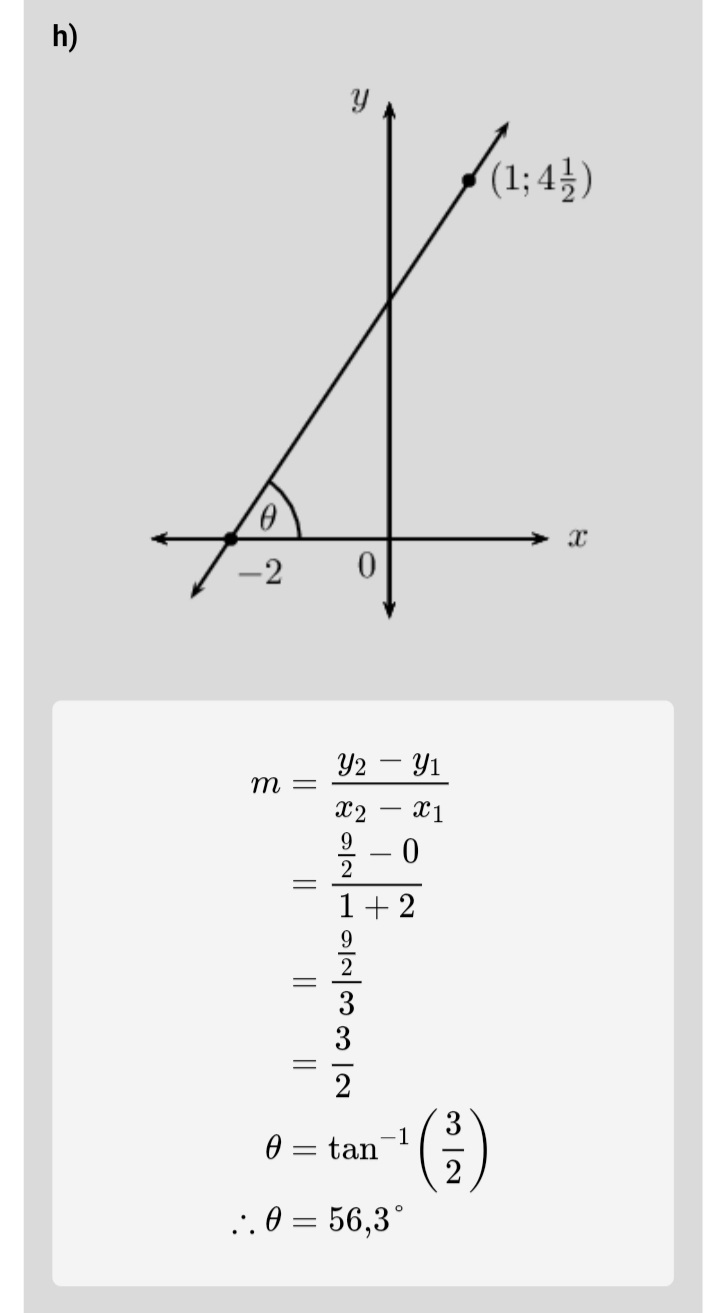 h)
y
(1; 4½)
θ
x
−2
0
m = (y₂ − y₁)/(x₂ − x₁)
= (9/2 − 0)/(1 + 2)
= (9/2)/3
= 3/2
θ = tan⁻¹(3/2)
∴ θ = 56,3°